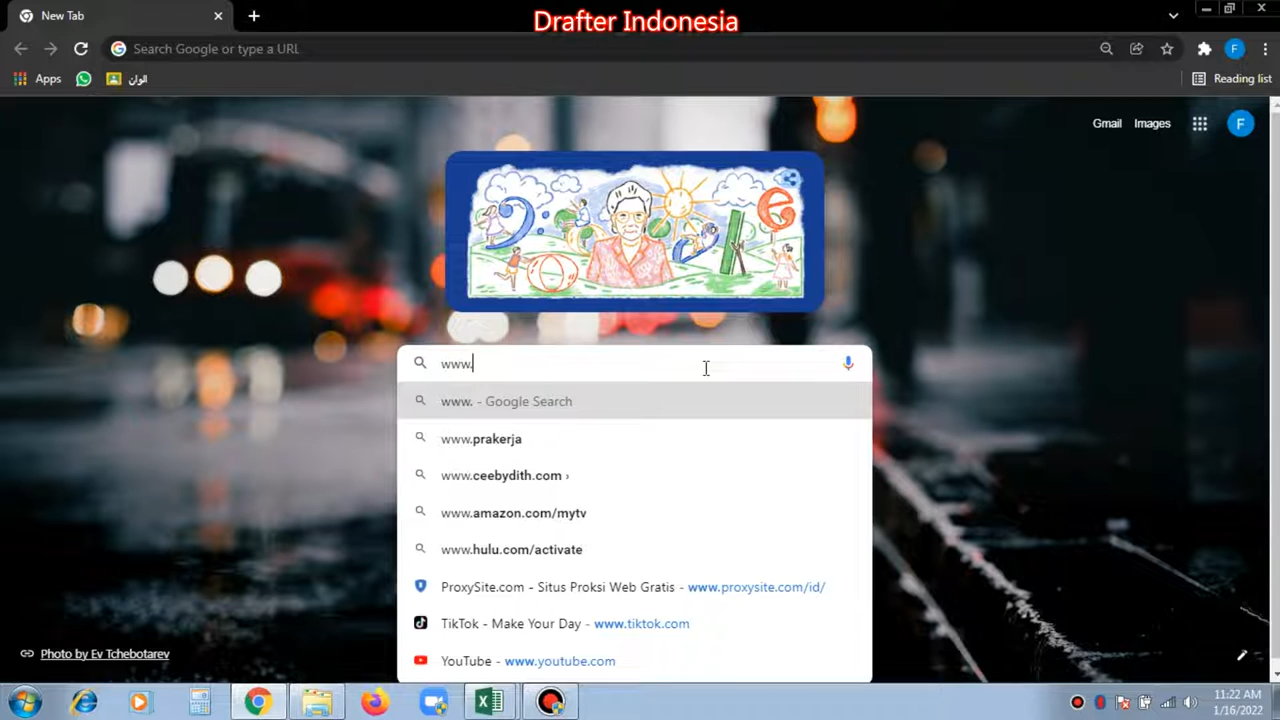 New Tab
Drafter Indonesia
Search Google or type a URL
F
Apps
الوان
Reading list
Gmail
Images
F
www.
www. - Google Search
www.prakerja
www.ceebydith.com ›
www.amazon.com/mytv
www.hulu.com/activate
ProxySite.com - Situs Proksi Web Gratis - www.proxysite.com/id/
TikTok - Make Your Day - www.tiktok.com
YouTube - www.youtube.com
Photo by Ev Tchebotarev
11:22 AM
1/16/2022